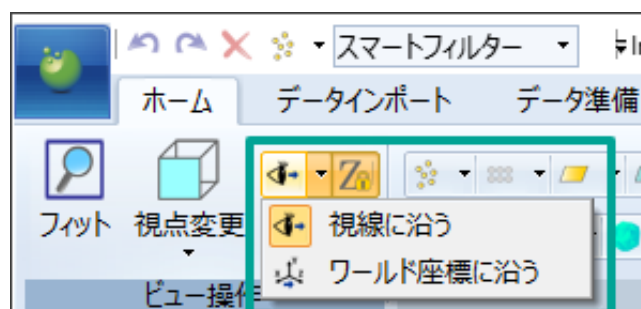 スマートフィルター
ホーム データインポート データ準備
フィット 視点変更
視線に沿う
ワールド座標に沿う
ビュー操作